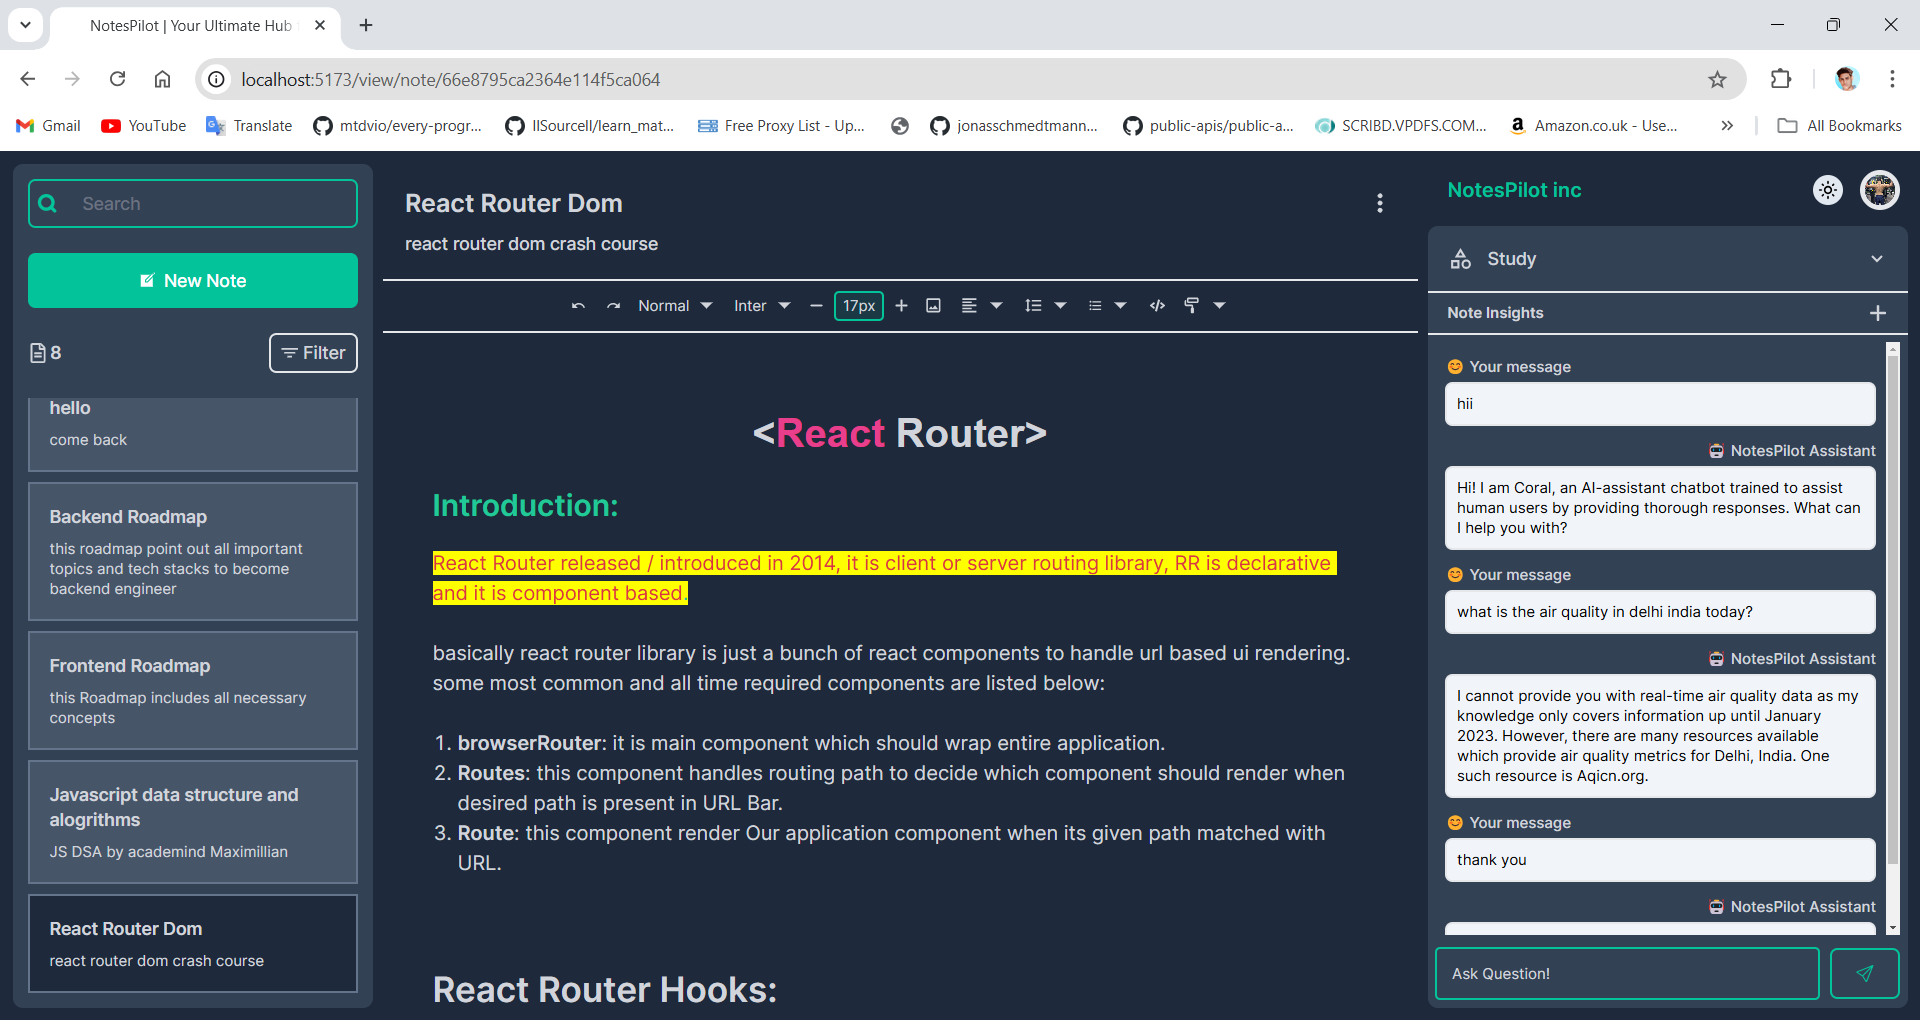 NotesPilot | Your Ultimate Hub
localhost:5173/view/note/66e8795ca2364e114f5ca064
Gmail
YouTube
Translate
mtdvio/every-progr...
llSourcell/learn_mat...
Free Proxy List - Up...
jonasschmedtmann...
public-apis/public-a...
SCRIBD.VPDFS.COM...
Amazon.co.uk - Use...
All Bookmarks
Search
New Note
8
Filter
hello
come back
Backend Roadmap
this roadmap point out all important
topics and tech stacks to become
backend engineer
Frontend Roadmap
this Roadmap includes all necessary
concepts
Javascript data structure and
alogrithms
JS DSA by academind Maximillian
React Router Dom
react router dom crash course
React Router Dom
react router dom crash course
Normal
Inter
17px
<React Router>
Introduction:
React Router released / introduced in 2014, it is client or server routing library, RR is declarative
and it is component based.
basically react router library is just a bunch of react components to handle url based ui rendering.
some most common and all time required components are listed below:
1. browserRouter: it is main component which should wrap entire application.
2. Routes: this component handles routing path to decide which component should render when
desired path is present in URL Bar.
3. Route: this component render Our application component when its given path matched with
URL.
React Router Hooks:
NotesPilot inc
Study
Note Insights
Your message
hii
NotesPilot Assistant
Hi! I am Coral, an AI-assistant chatbot trained to assist
human users by providing thorough responses. What can
I help you with?
Your message
what is the air quality in delhi india today?
NotesPilot Assistant
I cannot provide you with real-time air quality data as my
knowledge only covers information up until January
2023. However, there are many resources available
which provide air quality metrics for Delhi, India. One
such resource is Aqicn.org.
Your message
thank you
NotesPilot Assistant
Ask Question!